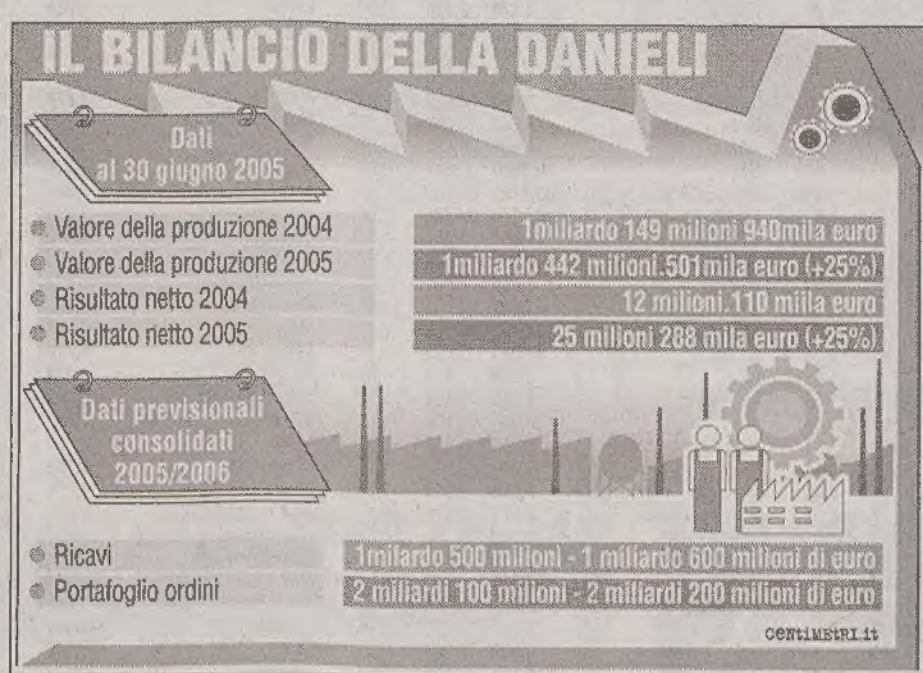 IL BILANCIO DELLA DANIELI
Dati
al 30 giugno 2005
Valore della produzione 2004 1miliardo 149 milioni 940mila euro
Valore della produzione 2005 1miliardo 442 milioni.501mila euro (+25%)
Risultato netto 2004 12 milioni.110 miila euro
Risultato netto 2005 25 milioni 288 mila euro (+25%)
Dati previsionali
consolidati
2005/2006
Ricavi 1milardo 500 milioni - 1 miliardo 600 milioni di euro
Portafoglio ordini 2 miliardi 100 milioni - 2 miliardi 200 milioni di euro
CENTIMETRI.it